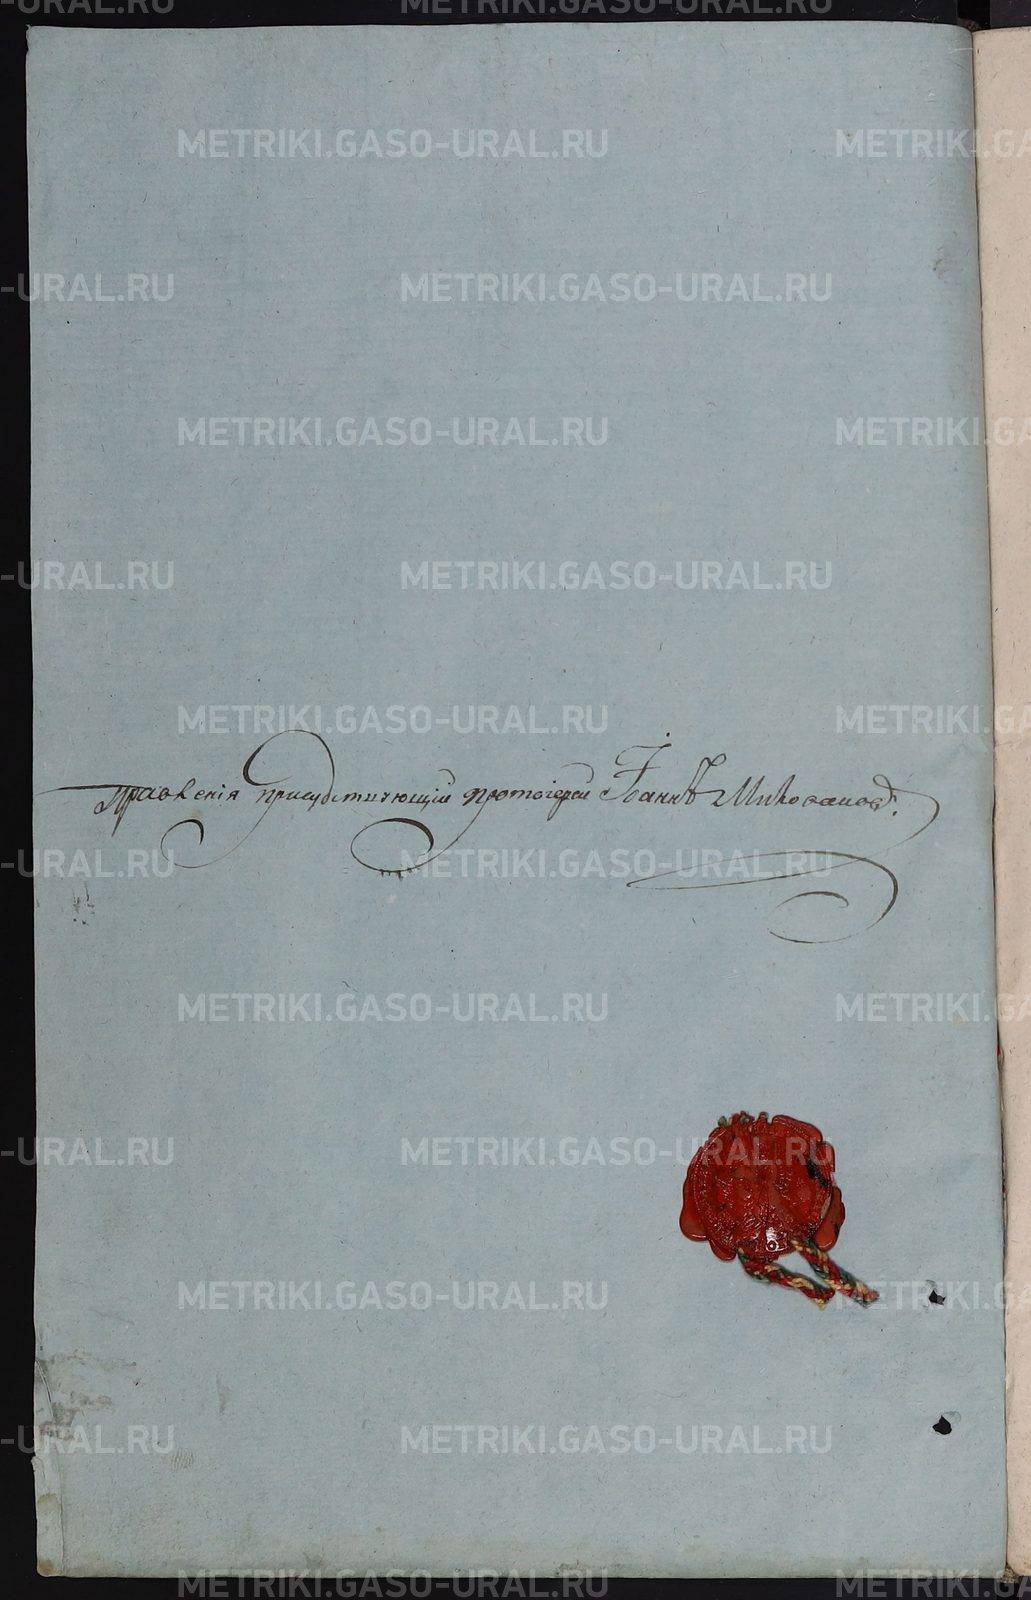 METRIKI.GASO-URAL.RU
правленія присудствующій протоіерей Іоаннъ